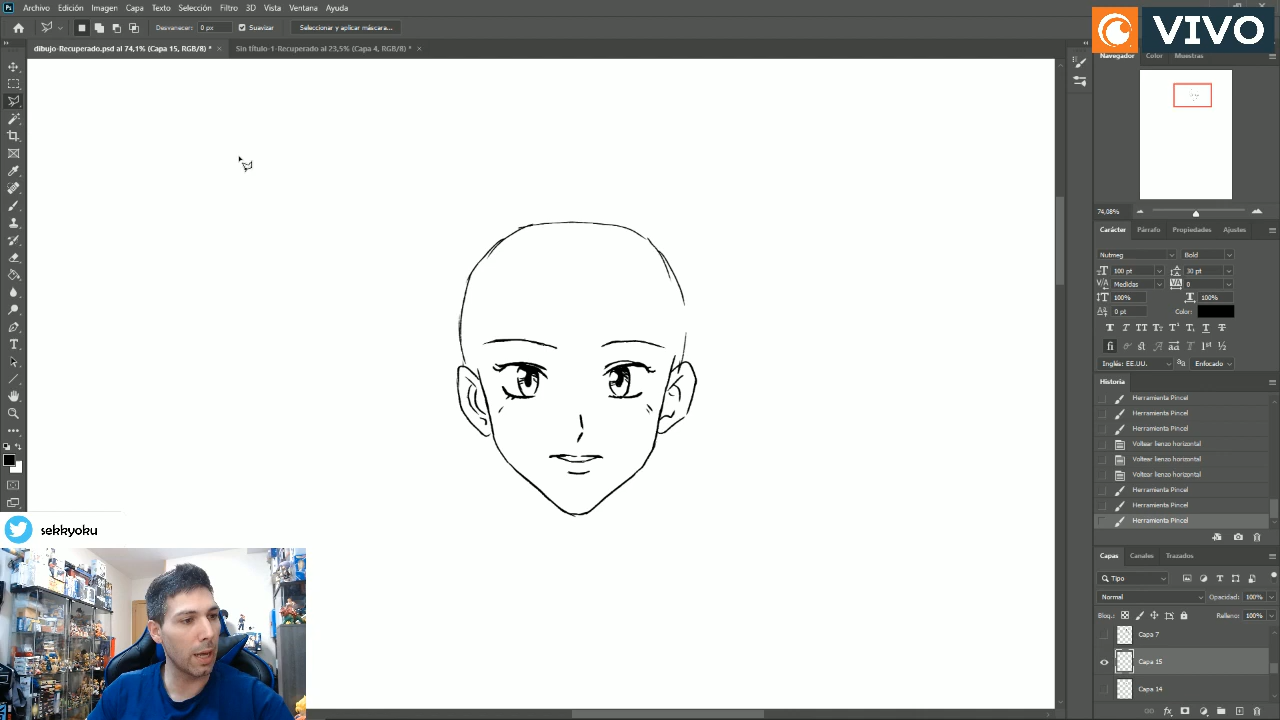 Ps
Archivo Edición Imagen Capa Texto Selección Filtro 3D Vista Ventana Ayuda
Desvanecer: 0 px Suavizar Seleccionar y aplicar máscara...
dibujo-Recuperado.psd al 74,1% (Capa 15, RGB/8) * × Sin título-1-Recuperado al 23,5% (Capa 4, RGB/8) * ×
VIVO
Navegador Color Muestras
74,08%
Carácter Párrafo Propiedades Ajustes
Nutmeg Bold
100 pt 30 pt
Medidas 0
100% 100%
0 pt Color:
Inglés: EE.UU. Enfocado
Historia
Herramienta Pincel
Herramienta Pincel
Herramienta Pincel
Voltear lienzo horizontal
Voltear lienzo horizontal
Voltear lienzo horizontal
Herramienta Pincel
Herramienta Pincel
Herramienta Pincel
Capas Canales Trazados
Tipo
Normal Opacidad: 100%
Bloq.: Relleno: 100%
Capa 7
Capa 15
Capa 14
sekkyoku